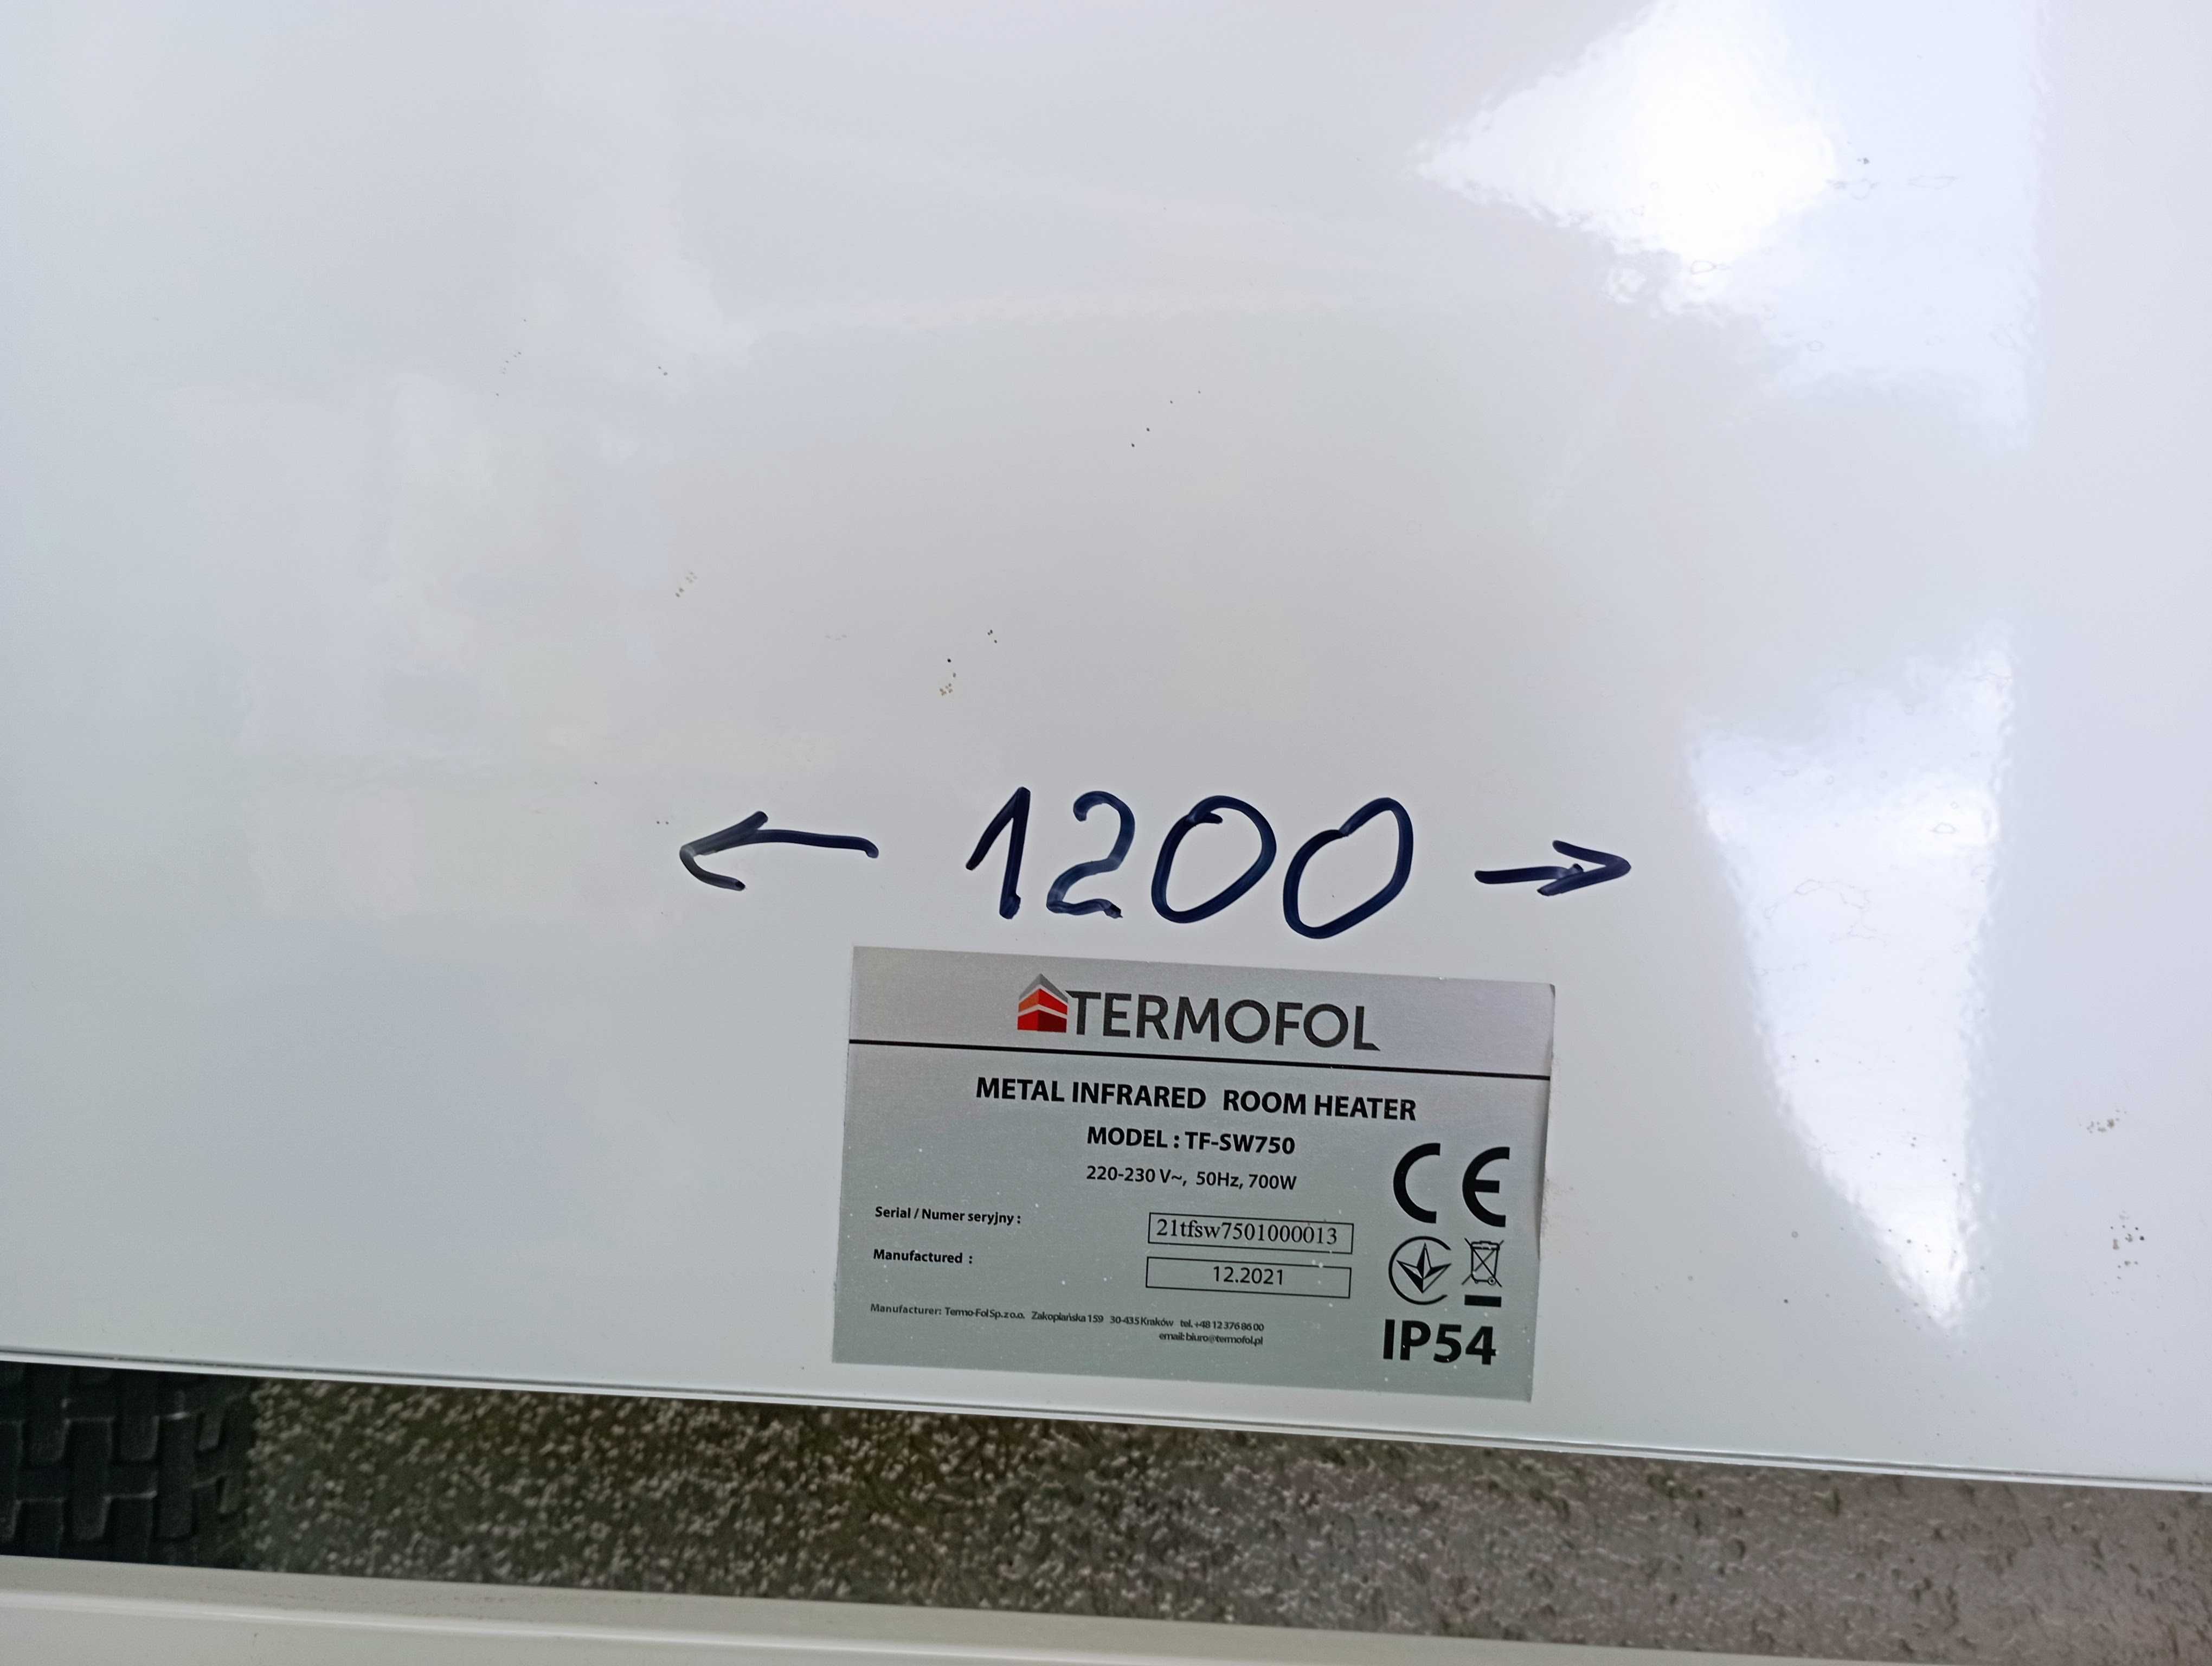 ← 1200 →
TERMOFOL
METAL INFRARED ROOM HEATER
MODEL : TF-SW750
220-230 V~, 50Hz, 700W
CE
Serial / Numer seryjny : 21tfsw7501000013
Manufactured : 12.2021
Manufacturer: Termo-Fol Sp. z o.o. Zakopiańska 159 30-435 Kraków tel. +48 12 376 86 00
email: biuro@termofol.pl
IP54